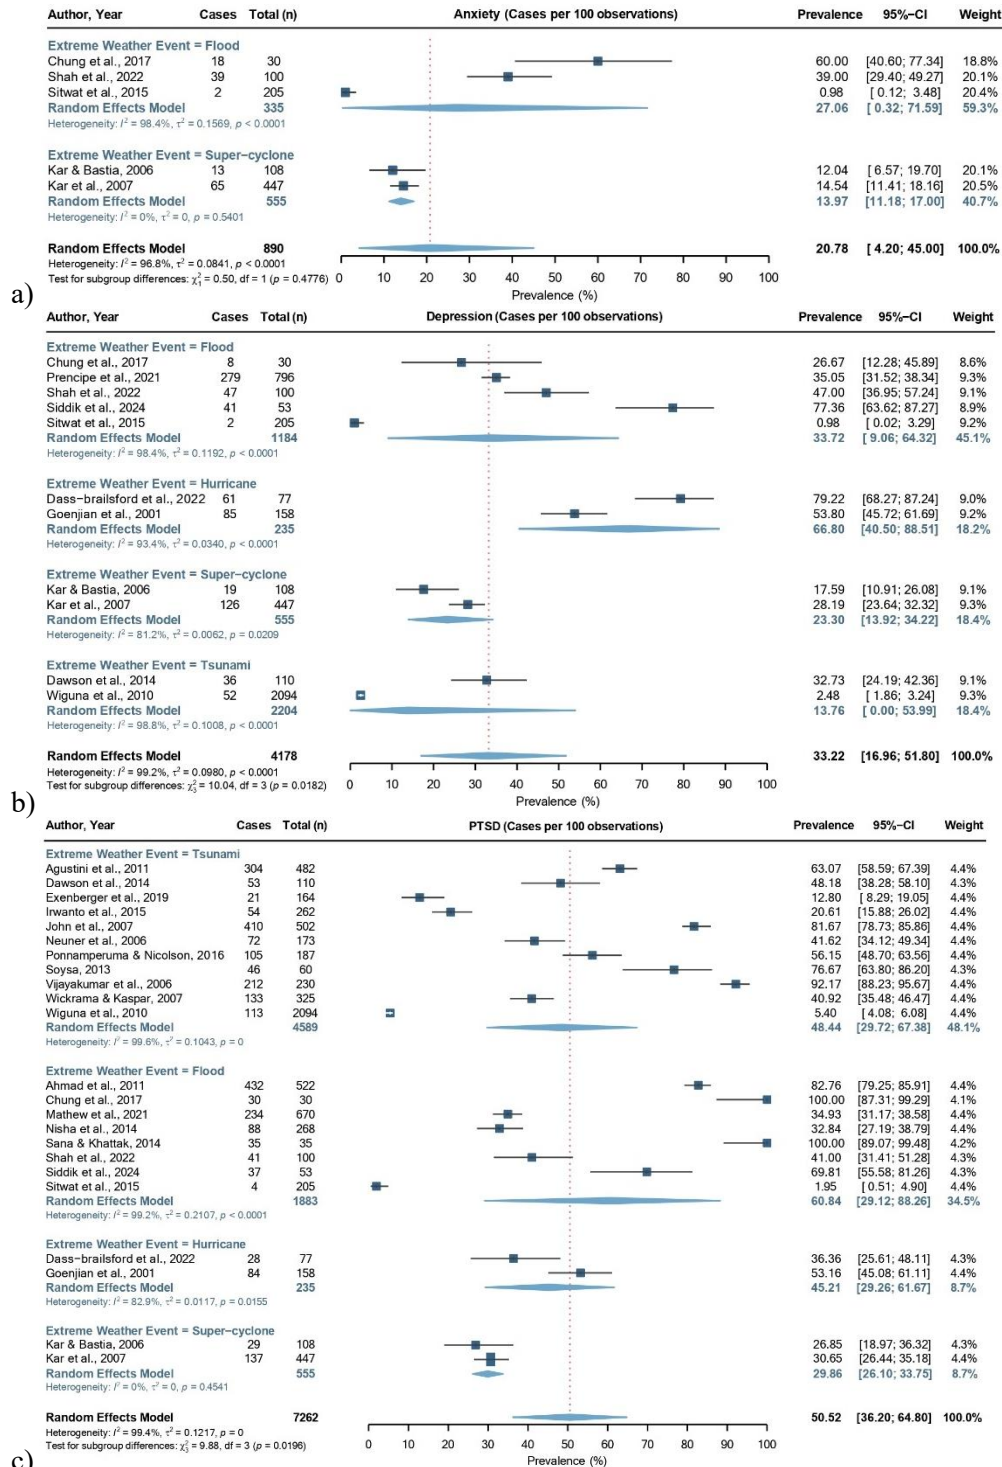 Author, Year Cases Total (n) Anxiety (Cases per 100 observations) Prevalence 95%−CI Weight
Extreme Weather Event = Flood
Chung et al., 2017 18 30 60.00 [40.60; 77.34] 18.8%
Shah et al., 2022 39 100 39.00 [29.40; 49.27] 20.1%
Sitwat et al., 2015 2 205 0.98 [ 0.12; 3.48] 20.4%
Random Effects Model 335 27.06 [ 0.32; 71.59] 59.3%
Heterogeneity: I² = 98.4%, τ² = 0.1569, p < 0.0001
Extreme Weather Event = Super-cyclone
Kar & Bastia, 2006 13 108 12.04 [ 6.57; 19.70] 20.1%
Kar et al., 2007 65 447 14.54 [11.41; 18.16] 20.5%
Random Effects Model 555 13.97 [11.18; 17.00] 40.7%
Heterogeneity: I² = 0%, τ² = 0, p = 0.5401
Random Effects Model 890 20.78 [ 4.20; 45.00] 100.0%
Heterogeneity: I² = 96.8%, τ² = 0.0841, p < 0.0001
Test for subgroup differences: χ²₁ = 0.50, df = 1 (p = 0.4776)
0 10 20 30 40 50 60 70 80 90 100
Prevalence (%)
a)
Author, Year Cases Total (n) Depression (Cases per 100 observations) Prevalence 95%−CI Weight
Extreme Weather Event = Flood
Chung et al., 2017 8 30 26.67 [12.28; 45.89] 8.6%
Prencipe et al., 2021 279 796 35.05 [31.52; 38.34] 9.3%
Shah et al., 2022 47 100 47.00 [36.95; 57.24] 9.1%
Siddik et al., 2024 41 53 77.36 [63.62; 87.27] 8.9%
Sitwat et al., 2015 2 205 0.98 [ 0.02; 3.29] 9.2%
Random Effects Model 1184 33.72 [ 9.06; 64.32] 45.1%
Heterogeneity: I² = 98.4%, τ² = 0.1192, p < 0.0001
Extreme Weather Event = Hurricane
Dass−brailsford et al., 2022 61 77 79.22 [68.27; 87.24] 9.0%
Goenjian et al., 2001 85 158 53.80 [45.72; 61.69] 9.2%
Random Effects Model 235 66.80 [40.50; 88.51] 18.2%
Heterogeneity: I² = 93.4%, τ² = 0.0340, p < 0.0001
Extreme Weather Event = Super-cyclone
Kar & Bastia, 2006 19 108 17.59 [10.91; 26.08] 9.1%
Kar et al., 2007 126 447 28.19 [23.64; 32.32] 9.3%
Random Effects Model 555 23.30 [13.92; 34.22] 18.4%
Heterogeneity: I² = 81.2%, τ² = 0.0062, p = 0.0209
Extreme Weather Event = Tsunami
Dawson et al., 2014 36 110 32.73 [24.19; 42.36] 9.1%
Wiguna et al., 2010 52 2094 2.48 [ 1.86; 3.24] 9.3%
Random Effects Model 2204 13.76 [ 0.00; 53.99] 18.4%
Heterogeneity: I² = 98.8%, τ² = 0.1008, p < 0.0001
Random Effects Model 4178 33.22 [16.96; 51.80] 100.0%
Heterogeneity: I² = 99.2%, τ² = 0.0980, p < 0.0001
Test for subgroup differences: χ²₃ = 10.04, df = 3 (p = 0.0182)
0 10 20 30 40 50 60 70 80 90 100
Prevalence (%)
b)
Author, Year Cases Total (n) PTSD (Cases per 100 observations) Prevalence 95%−CI Weight
Extreme Weather Event = Tsunami
Agustini et al., 2011 304 482 63.07 [58.59; 67.39] 4.4%
Dawson et al., 2014 53 110 48.18 [38.28; 58.10] 4.3%
Exenberger et al., 2019 21 164 12.80 [ 8.29; 19.05] 4.4%
Irwanto et al., 2015 54 262 20.61 [15.88; 26.02] 4.4%
John et al., 2007 410 502 81.67 [78.73; 85.86] 4.4%
Neuner et al., 2006 72 173 41.62 [34.12; 49.34] 4.4%
Ponnamperuma & Nicolson, 2016 105 187 56.15 [48.70; 63.56] 4.4%
Soysa, 2013 46 60 76.67 [63.80; 86.20] 4.3%
Vijayakumar et al., 2006 212 230 92.17 [88.23; 95.67] 4.4%
Wickrama & Kaspar, 2007 133 325 40.92 [35.48; 46.47] 4.4%
Wiguna et al., 2010 113 2094 5.40 [ 4.08; 6.08] 4.4%
Random Effects Model 4589 48.44 [29.72; 67.38] 48.1%
Heterogeneity: I² = 99.6%, τ² = 0.1043, p = 0
Extreme Weather Event = Flood
Ahmad et al., 2011 432 522 82.76 [79.25; 85.91] 4.4%
Chung et al., 2017 30 30 100.00 [87.31; 99.29] 4.1%
Mathew et al., 2021 234 670 34.93 [31.17; 38.58] 4.4%
Nisha et al., 2014 88 268 32.84 [27.19; 38.79] 4.4%
Sana & Khattak, 2014 35 35 100.00 [89.07; 99.48] 4.2%
Shah et al., 2022 41 100 41.00 [31.41; 51.28] 4.3%
Siddik et al., 2024 37 53 69.81 [55.58; 81.26] 4.3%
Sitwat et al., 2015 4 205 1.95 [ 0.51; 4.90] 4.4%
Random Effects Model 1883 60.84 [29.12; 88.26] 34.5%
Heterogeneity: I² = 99.2%, τ² = 0.2107, p < 0.0001
Extreme Weather Event = Hurricane
Dass−brailsford et al., 2022 28 77 36.36 [25.61; 48.11] 4.3%
Goenjian et al., 2001 84 158 53.16 [45.08; 61.11] 4.4%
Random Effects Model 235 45.21 [29.26; 61.67] 8.7%
Heterogeneity: I² = 82.9%, τ² = 0.0117, p = 0.0155
Extreme Weather Event = Super-cyclone
Kar & Bastia, 2006 29 108 26.85 [18.97; 36.32] 4.3%
Kar et al., 2007 137 447 30.65 [26.44; 35.18] 4.4%
Random Effects Model 555 29.86 [26.10; 33.75] 8.7%
Heterogeneity: I² = 0%, τ² = 0, p = 0.4541
Random Effects Model 7262 50.52 [36.20; 64.80] 100.0%
Heterogeneity: I² = 99.4%, τ² = 0.1217, p = 0
Test for subgroup differences: χ²₃ = 9.88, df = 3 (p = 0.0196)
0 10 20 30 40 50 60 70 80 90 100
Prevalence (%)
c)